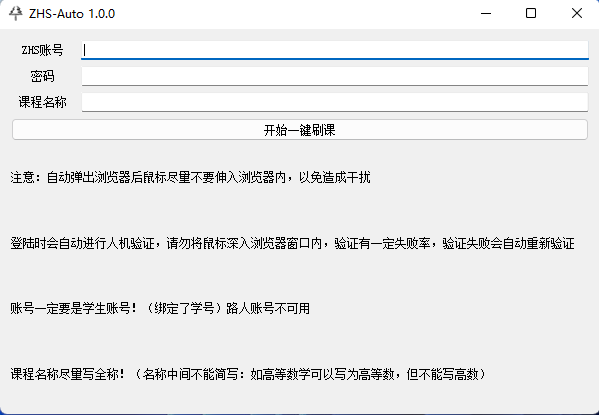 ZHS-Auto 1.0.0
ZHS账号
密码
课程名称
开始一键刷课
注意：自动弹出浏览器后鼠标尽量不要伸入浏览器内，以免造成干扰
登陆时会自动进行人机验证，请勿将鼠标深入浏览器窗口内，验证有一定失败率，验证失败会自动重新验证
账号一定要是学生账号！（绑定了学号）路人账号不可用
课程名称尽量写全称！（名称中间不能简写：如高等数学可以写为高等数，但不能写高数）